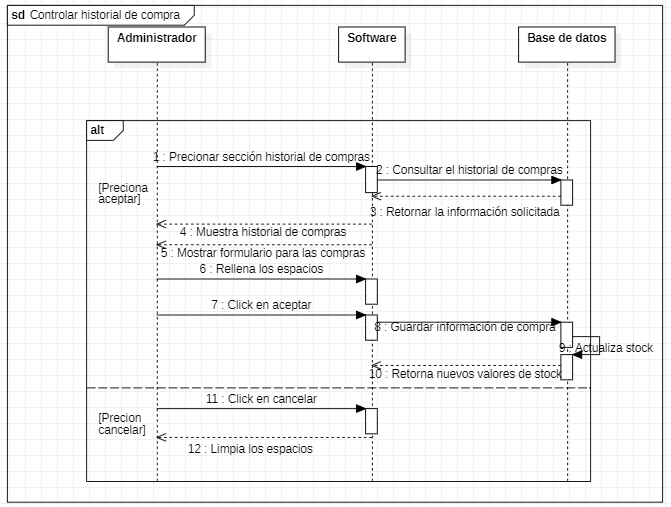 sd Controlar historial de compra
Administrador
Software
Base de datos
alt
1 : Precionar sección historial de compras
2 : Consultar el historial de compras
[Preciona
aceptar]
3 : Retornar la información solicitada
4 : Muestra historial de compras
5 : Mostrar formulario para las compras
6 : Rellena los espacios
7 : Click en aceptar
8 : Guardar información de compra
9 : Actualiza stock
10 : Retorna nuevos valores de stock
11 : Click en cancelar
[Precion
cancelar]
12 : Limpia los espacios